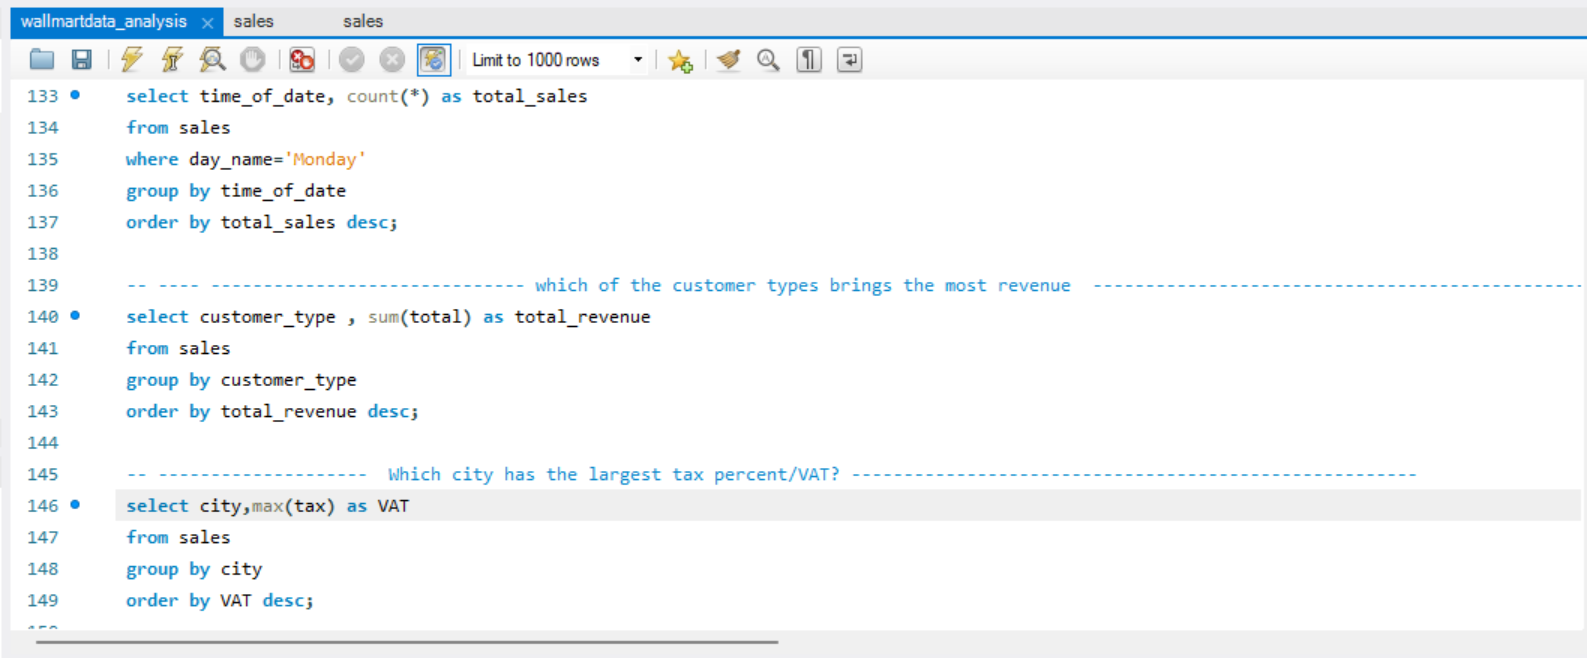 wallmartdata_analysis × sales sales
Limit to 1000 rows
133 select time_of_date, count(*) as total_sales
134 from sales
135 where day_name='Monday'
136 group by time_of_date
137 order by total_sales desc;
138
139 -- ---- ------------------------------ which of the customer types brings the most revenue -----------------------------------------------
140 select customer_type , sum(total) as total_revenue
141 from sales
142 group by customer_type
143 order by total_revenue desc;
144
145 -- -------------------- Which city has the largest tax percent/VAT? ------------------------------------------------------
146 select city,max(tax) as VAT
147 from sales
148 group by city
149 order by VAT desc;